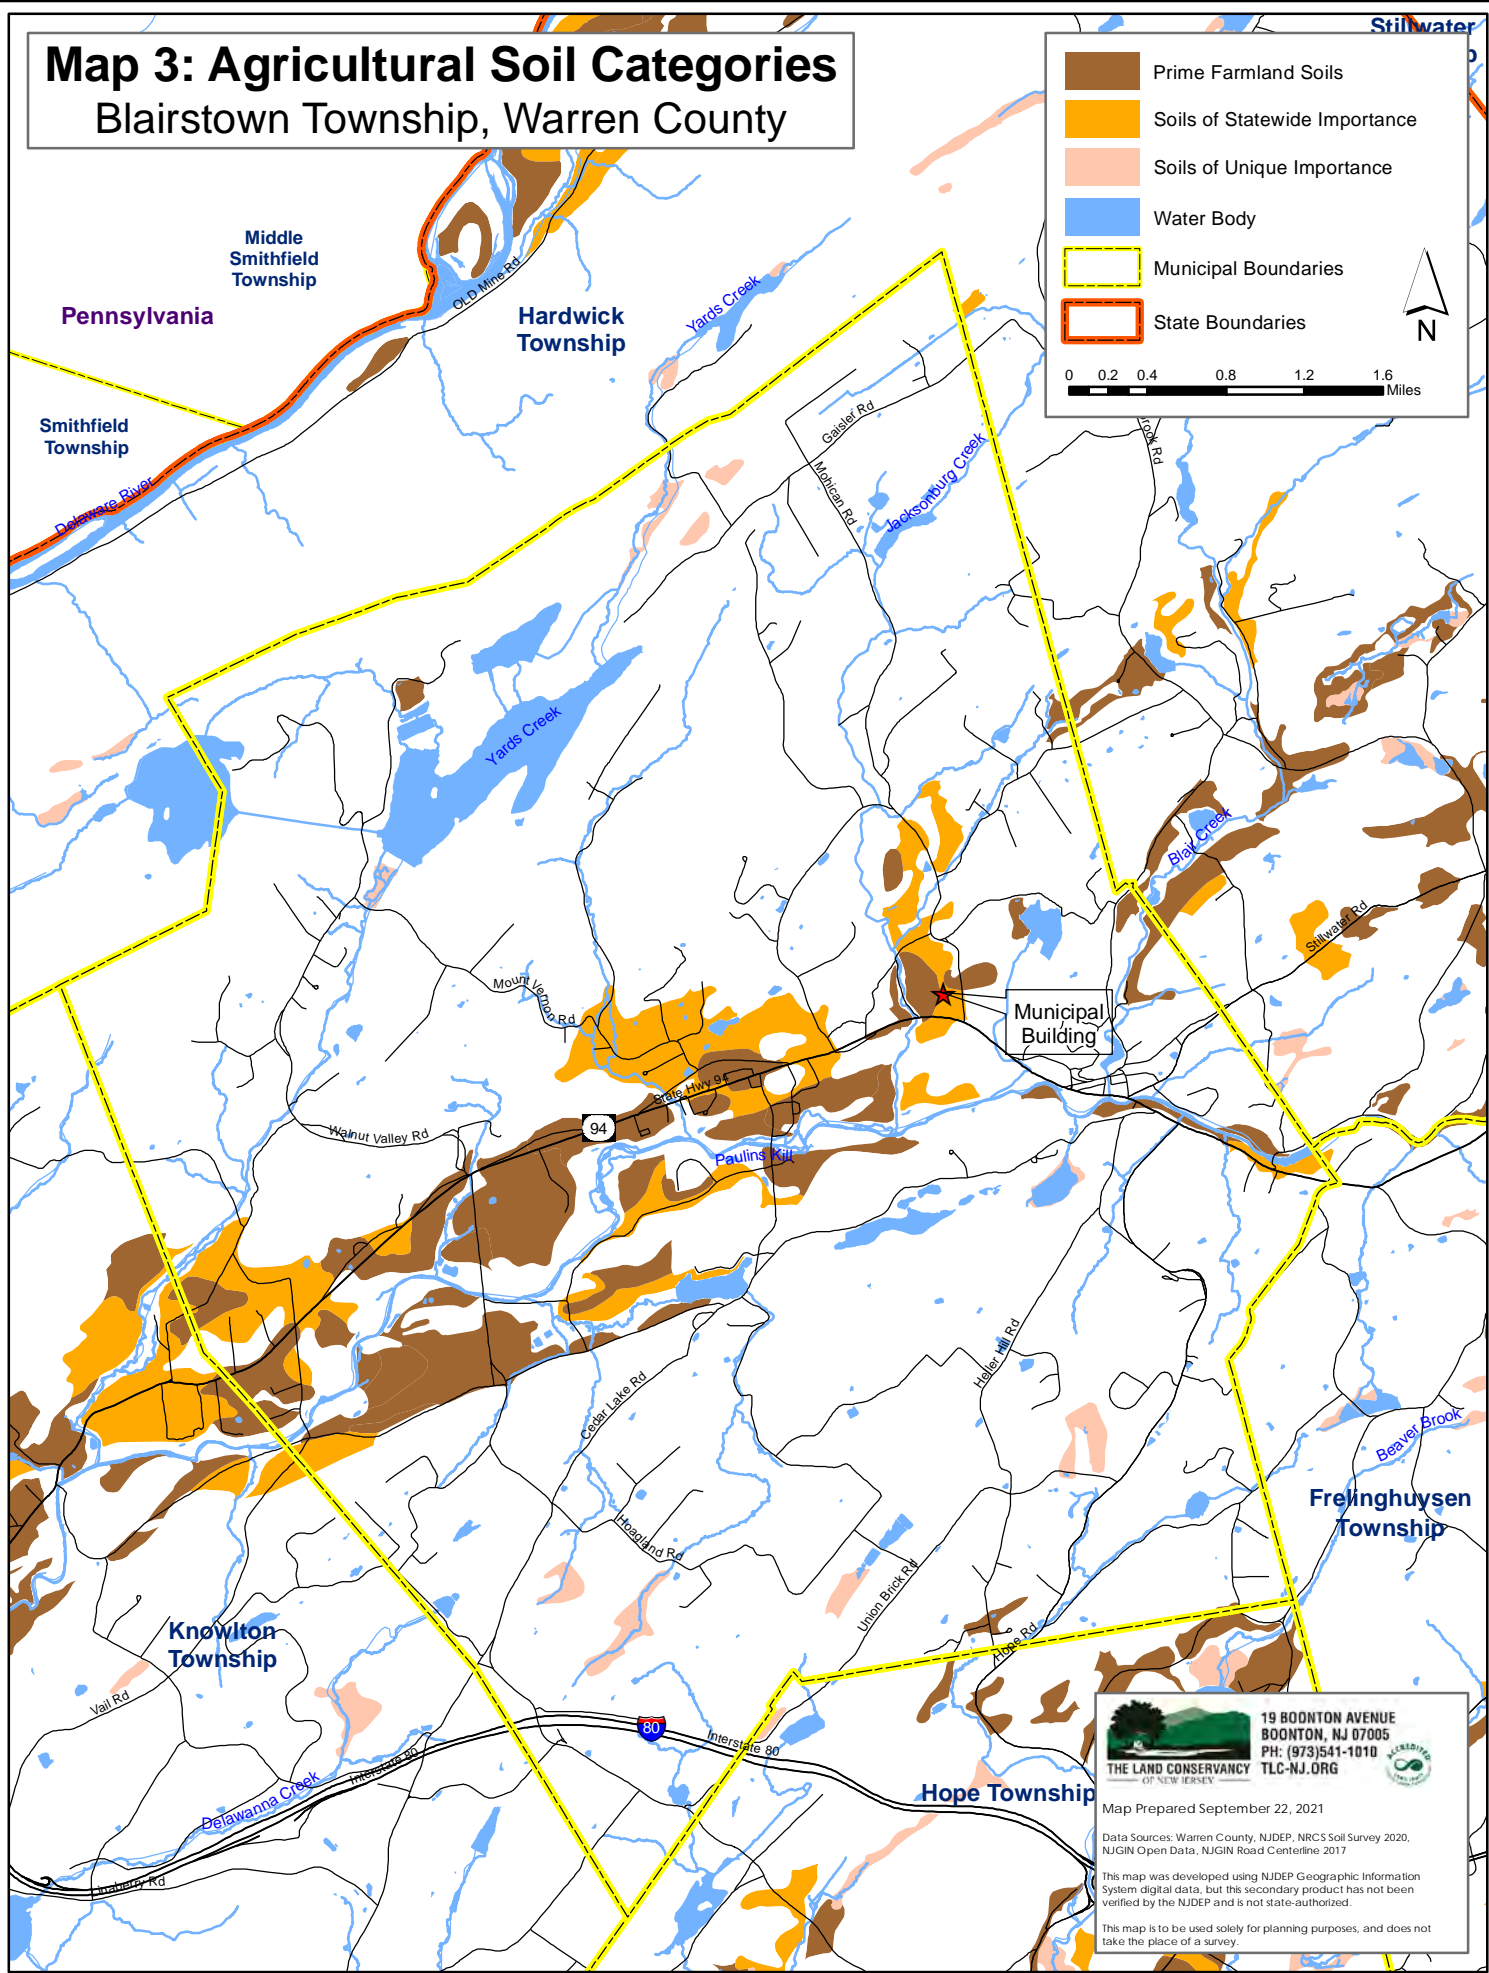 Map 3: Agricultural Soil Categories
Blairstown Township, Warren County
Stillwater
p
Prime Farmland Soils
Soils of Statewide Importance
Soils of Unique Importance
Water Body
Municipal Boundaries
State Boundaries
N
0 0.2 0.4 0.8 1.2 1.6
Miles
Middle
Smithfield
Township
Pennsylvania
Hardwick
Township
OLD Mine Rd
Yards Creek
Smithfield
Township
Delaware River
Gaisler Rd
Mohican Rd
Jacksonburg Creek
brook Rd
Yards Creek
Blair Creek
Stillwater Rd
Mount Vernon Rd
Municipal
Building
State Hwy 94
94
Walnut Valley Rd
Paulins Kill
Heller Hill Rd
Cedar Lake Rd
Beaver Brook
Frelinghuysen
Township
Hoagland Rd
Union Brick Rd
Hope Rd
Knowlton
Township
Vail Rd
80
Interstate 80
Interstate 80
Delawanna Creek
Hope Township
Linaberry Rd
THE LAND CONSERVANCY
OF NEW JERSEY
19 BOONTON AVENUE
BOONTON, NJ 07005
PH: (973)541-1010
TLC-NJ.ORG
ACCREDITED
Map Prepared September 22, 2021
Data Sources: Warren County, NJDEP, NRCS Soil Survey 2020,
NJGIN Open Data, NJGIN Road Centerline 2017
This map was developed using NJDEP Geographic Information
System digital data, but this secondary product has not been
verified by the NJDEP and is not state-authorized.
This map is to be used solely for planning purposes, and does not
take the place of a survey.